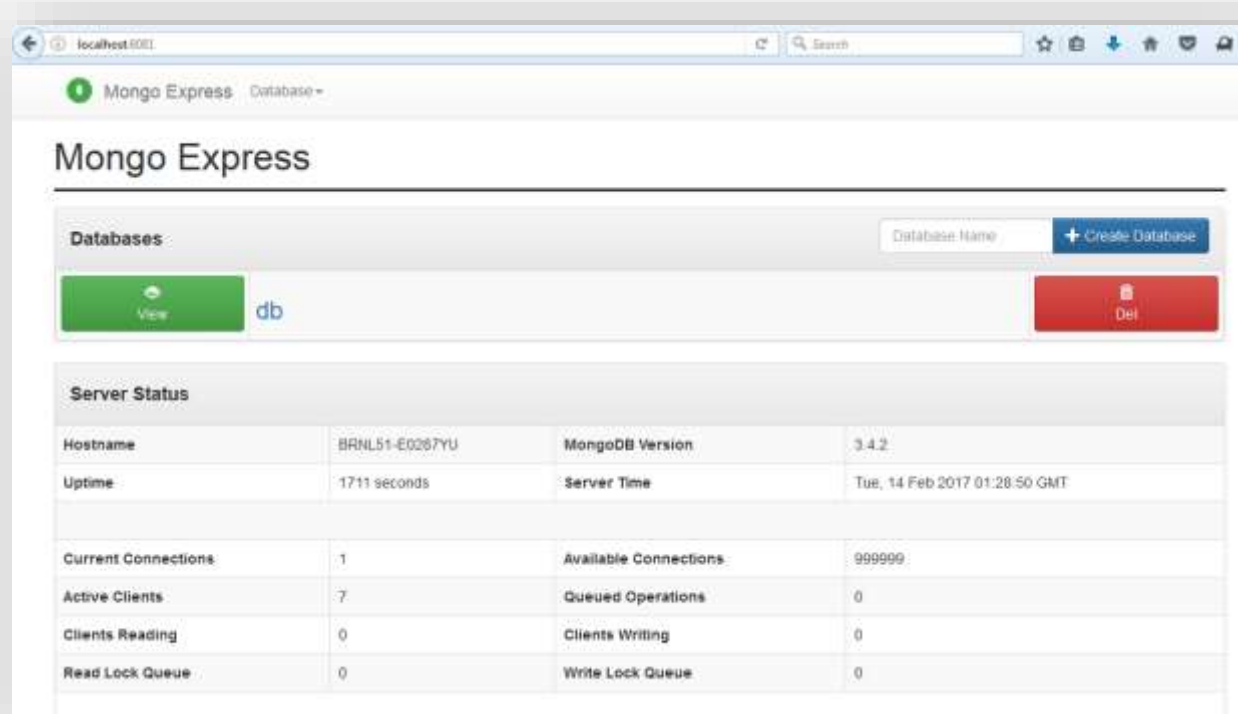 localhost:8081
Search
Mongo Express Database
Mongo Express
Databases
Database Name
+ Create Database
View
db
Del
Server Status
Hostname BRNL51-E0267YU MongoDB Version 3.4.2
Uptime 1711 seconds Server Time Tue, 14 Feb 2017 01:28:50 GMT
Current Connections 1 Available Connections 999999
Active Clients 7 Queued Operations 0
Clients Reading 0 Clients Writing 0
Read Lock Queue 0 Write Lock Queue 0